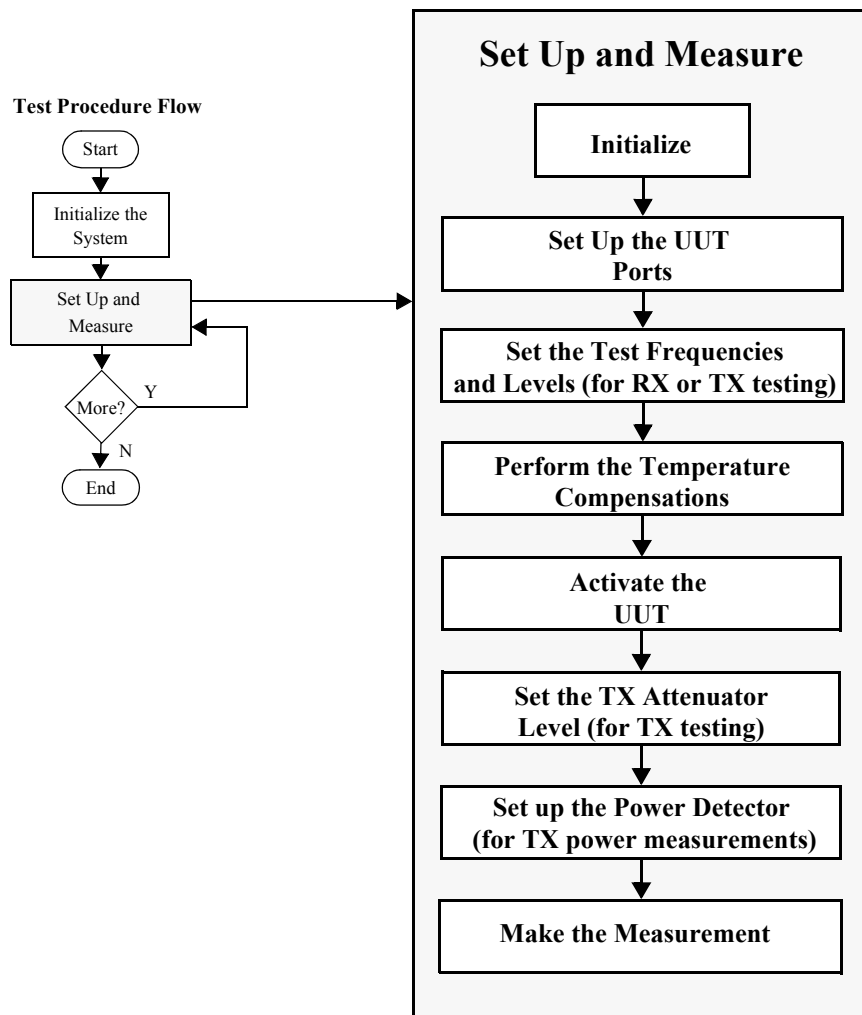 Test Procedure Flow
Start
Initialize the
System
Set Up and
Measure
More?
Y
N
End
Set Up and Measure
Initialize
Set Up the UUT
Ports
Set the Test Frequencies
and Levels (for RX or TX testing)
Perform the Temperature
Compensations
Activate the
UUT
Set the TX Attenuator
Level (for TX testing)
Set up the Power Detector
(for TX power measurements)
Make the Measurement